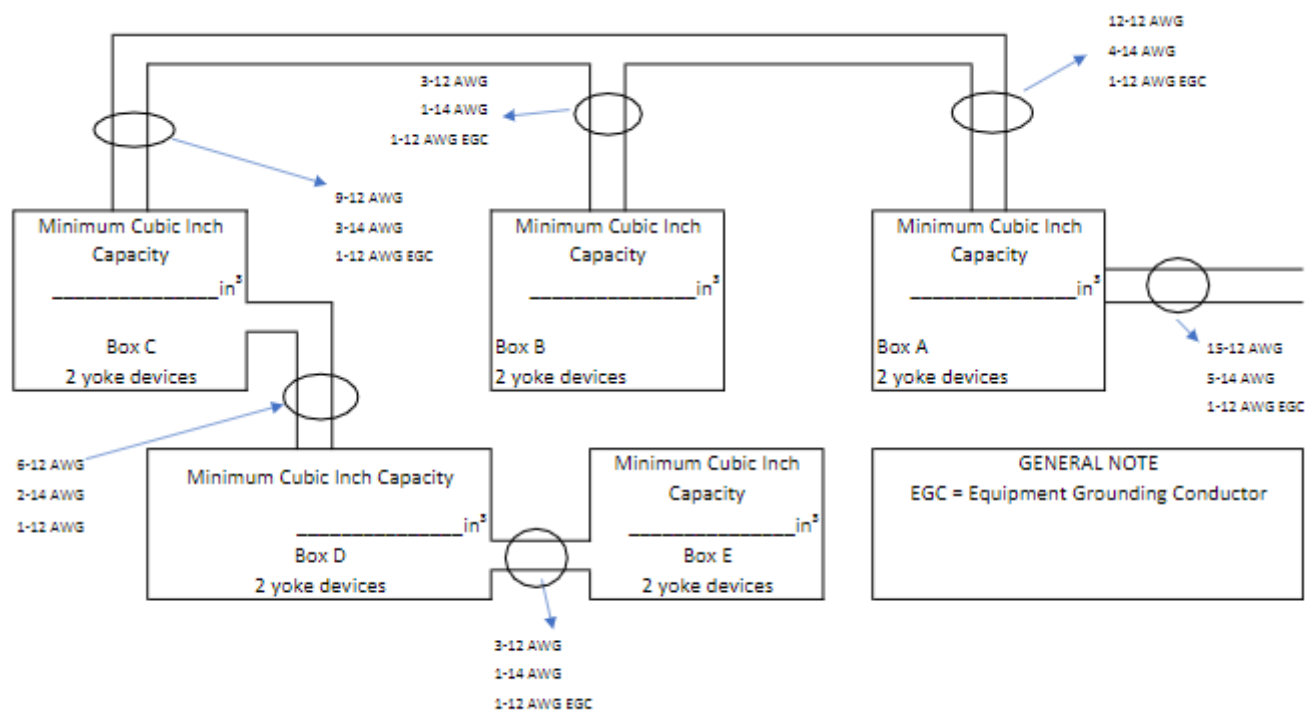 12-12 AWG
4-14 AWG
1-12 AWG EGC
3-12 AWG
1-14 AWG
1-12 AWG EGC
9-12 AWG
3-14 AWG
1-12 AWG EGC
Minimum Cubic Inch
Capacity
_______________in³
Box C
2 yoke devices
Minimum Cubic Inch
Capacity
_______________in³
Box B
2 yoke devices
Minimum Cubic Inch
Capacity
_______________in³
Box A
2 yoke devices
15-12 AWG
5-14 AWG
1-12 AWG EGC
6-12 AWG
2-14 AWG
1-12 AWG
Minimum Cubic Inch Capacity
_______________in³
Box D
2 yoke devices
Minimum Cubic Inch
Capacity
_______________in³
Box E
2 yoke devices
GENERAL NOTE
EGC = Equipment Grounding Conductor
3-12 AWG
1-14 AWG
1-12 AWG EGC